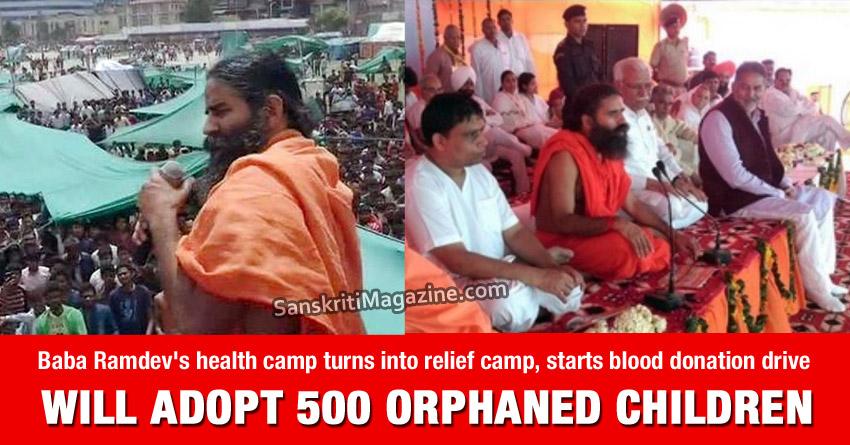 SanskritiMagazine.com
Baba Ramdev's health camp turns into relief camp, starts blood donation drive
WILL ADOPT 500 ORPHANED CHILDREN